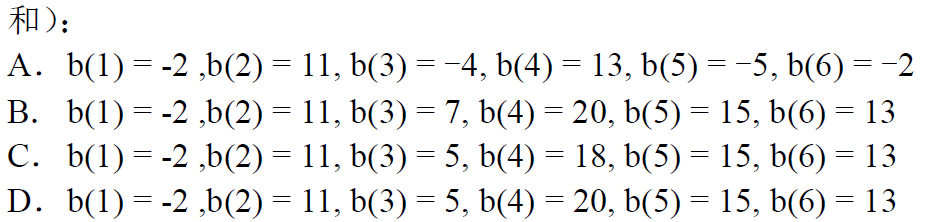 和）：
A． b(1) = -2 ,b(2) = 11, b(3) = −4, b(4) = 13, b(5) = −5, b(6) = −2
B． b(1) = -2 ,b(2) = 11, b(3) = 7, b(4) = 20, b(5) = 15, b(6) = 13
C． b(1) = -2 ,b(2) = 11, b(3) = 5, b(4) = 18, b(5) = 15, b(6) = 13
D． b(1) = -2 ,b(2) = 11, b(3) = 5, b(4) = 20, b(5) = 15, b(6) = 13